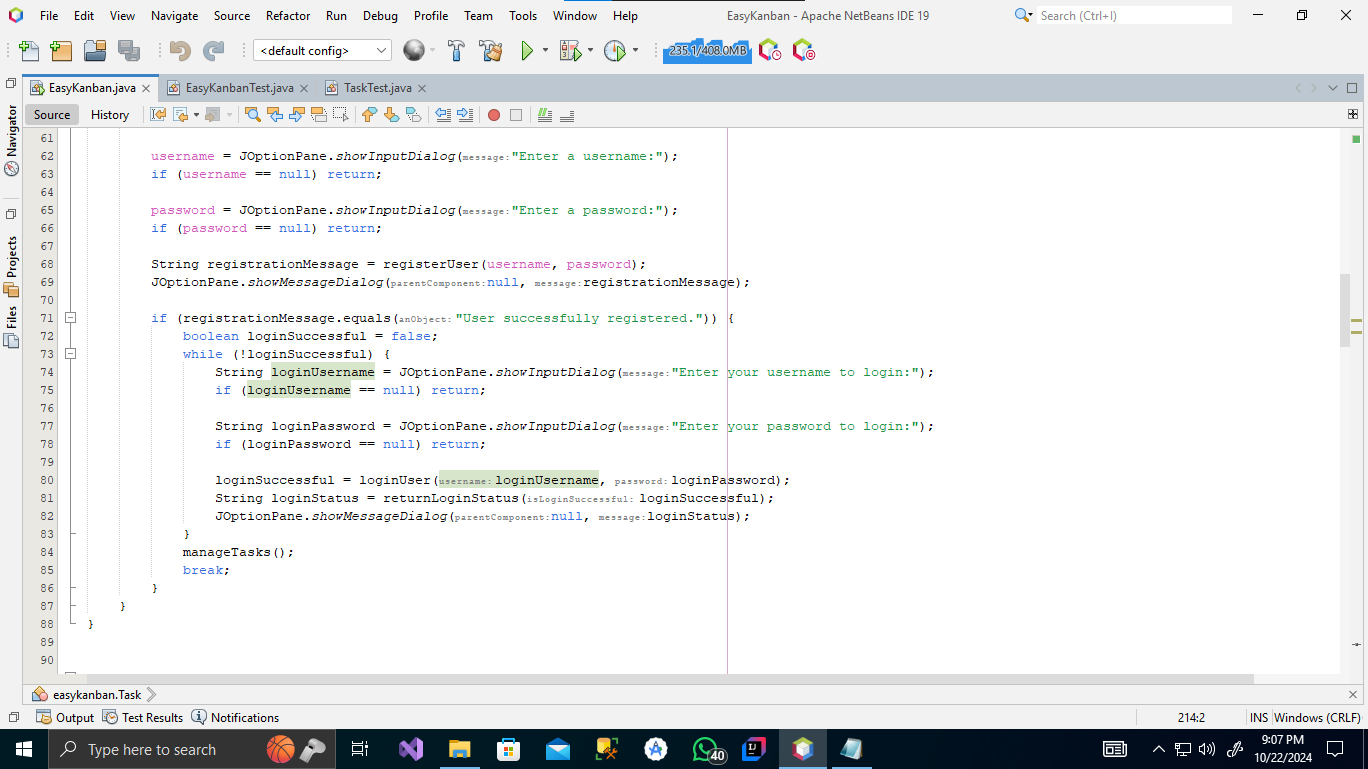 File Edit View Navigate Source Refactor Run Debug Profile Team Tools Window Help EasyKanban - Apache NetBeans IDE 19 Search (Ctrl+I)
<default config> 235.1/408.0MB
EasyKanban.java EasyKanbanTest.java TaskTest.java
Source History
Navigator
Projects
Files
61
62 username = JOptionPane.showInputDialog(message:"Enter a username:");
63 if (username == null) return;
64
65 password = JOptionPane.showInputDialog(message:"Enter a password:");
66 if (password == null) return;
67
68 String registrationMessage = registerUser(username, password);
69 JOptionPane.showMessageDialog(parentComponent:null, message:registrationMessage);
70
71 if (registrationMessage.equals(anObject:"User successfully registered.")) {
72 boolean loginSuccessful = false;
73 while (!loginSuccessful) {
74 String loginUsername = JOptionPane.showInputDialog(message:"Enter your username to login:");
75 if (loginUsername == null) return;
76
77 String loginPassword = JOptionPane.showInputDialog(message:"Enter your password to login:");
78 if (loginPassword == null) return;
79
80 loginSuccessful = loginUser(username:loginUsername, password:loginPassword);
81 String loginStatus = returnLoginStatus(isLoginSuccessful:loginSuccessful);
82 JOptionPane.showMessageDialog(parentComponent:null, message:loginStatus);
83 }
84 manageTasks();
85 break;
86 }
87 }
88 }
89
90
easykanban.Task
Output Test Results Notifications 214:2 INS Windows (CRLF)
Type here to search 40 9:07 PM
10/22/2024